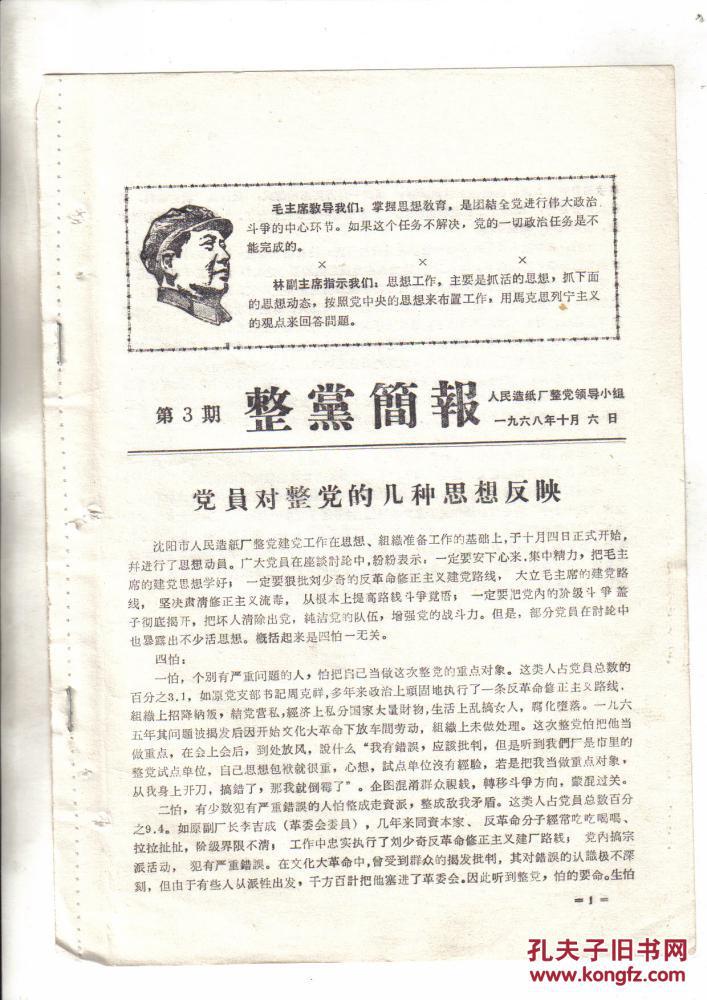 毛主席敎导我们：掌握思想敎育，是团結全党进行伟大政治
斗爭的中心环节。如果这个任务不解决，党的一切政治任务是不
能完成的。
× × ×
林副主席指示我们：思想工作，主要是抓活的思想，抓下面
的思想动态，按照党中央的思想来布置工作，用馬克思列宁主义
的观点来回答問題。
第3期
整黨簡報
人民造纸厂整党领导小组
一九六八年十月六日
党員对整党的几种思想反映
沈阳市人民造紙厂整党建党工作在思想、組織准备工作的基础上，于十月四日正式开始，
幷进行了思想动員。广大党員在座談討论中，紛紛表示：一定要安下心来，集中精力，把毛主
席的建党思想学好；一定要狠批刘少奇的反革命修正主义建党路线，大立毛主席的建党路
线，坚决肃清修正主义流毒，从根本上提高路线斗爭覚悟；一定要把党内的阶級斗爭盖
子彻底揭开，把坏人清除出党，純洁党的队伍，增强党的战斗力。但是，部分党員在討论中
也暴露出不少活思想。概括起来是四怕一无关。
四怕：
一怕，个别有严重问题的人，怕把自己当做这次整党的重点对象。这类人占党員总数的
百分之3.1，如原党支部书記周克祥，多年来政治上頑固地执行了一条反革命修正主义路线，
組織上招降納叛，結党营私，經济上私分国家大量財物，生活上乱搞女人，腐化墮落。一九六
五年其问题被揭发后因开始文化大革命下放车間劳动，組織上未做处理。这次整党怕把他当
做重点，在会上会后，到处放风，說什么“我有錯誤，应該批判，但是听到我們厂是市里的
整党试点单位，自己思想包袱就很重，心想，試点单位沒有經驗，若是把我当做重点对象，
从我身上开刀，搞错了，那我就倒霉了”。企图混淆群众視线，轉移斗爭方向，蒙混过关。
二怕，有少数犯有严重錯誤的人怕整成走資派，整成敌我矛盾。这类人占党員总数百分
之9.4。如原副厂长李吉成（革委会委員），几年来同資本家、反革命分子經常吃吃喝喝、
拉拉扯扯，阶级界限不清；工作中忠实执行了刘少奇反革命修正主义建厂路线；党內搞宗
派活动，犯有严重錯誤。在文化大革命中，曾受到群众的揭发批判，其对錯誤的认識极不深
刻，但由于有些人从派性出发，千方百計把他塞进了革委会。因此听到整党，怕的要命。生怕
=1=
孔夫子旧书网
www.kongfz.com